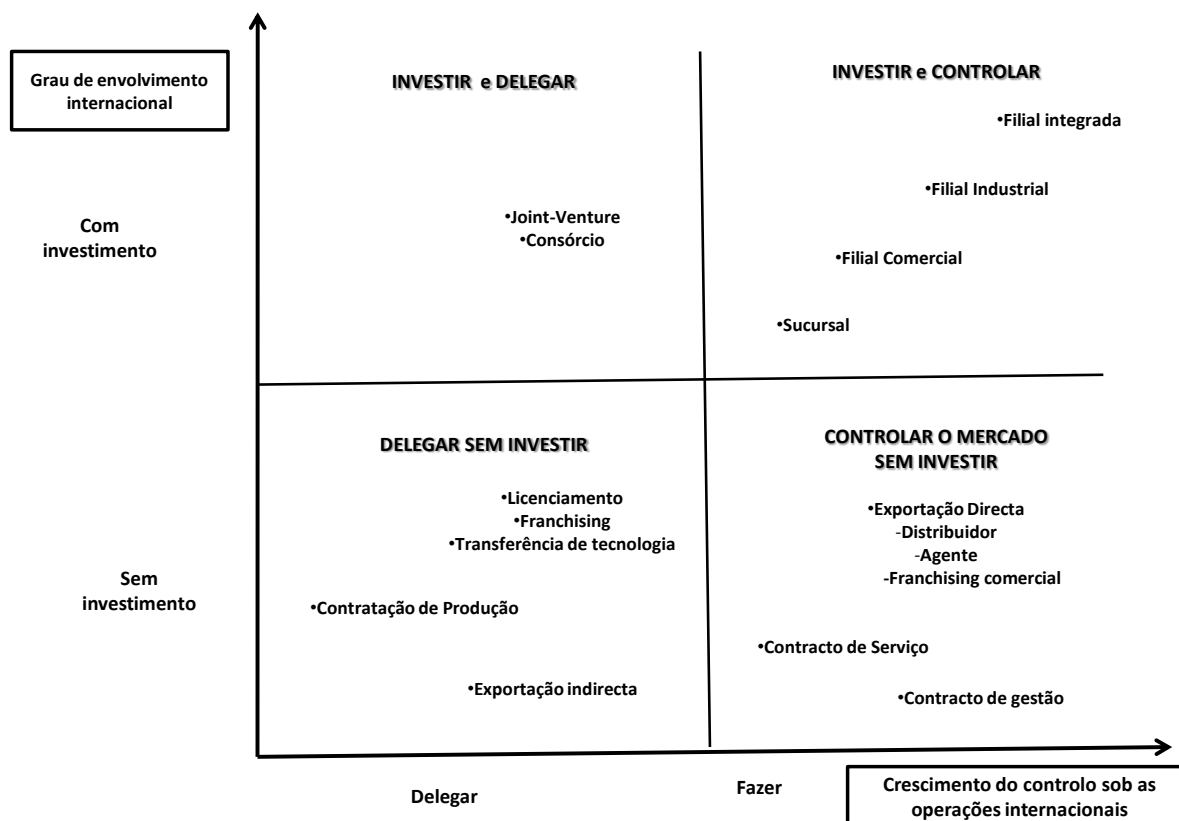 Grau de envolvimento
internacional
INVESTIR e DELEGAR
INVESTIR e CONTROLAR
•Filial integrada
•Filial Industrial
Com
investimento
•Joint-Venture
•Consórcio
•Filial Comercial
•Sucursal
DELEGAR SEM INVESTIR
CONTROLAR O MERCADO
SEM INVESTIR
•Licenciamento
•Franchising
•Transferência de tecnologia
•Exportação Directa
-Distribuidor
-Agente
-Franchising comercial
Sem
investimento
•Contratação de Produção
•Contracto de Serviço
•Exportação indirecta
•Contracto de gestão
Delegar
Fazer
Crescimento do controlo sob as
operações internacionais